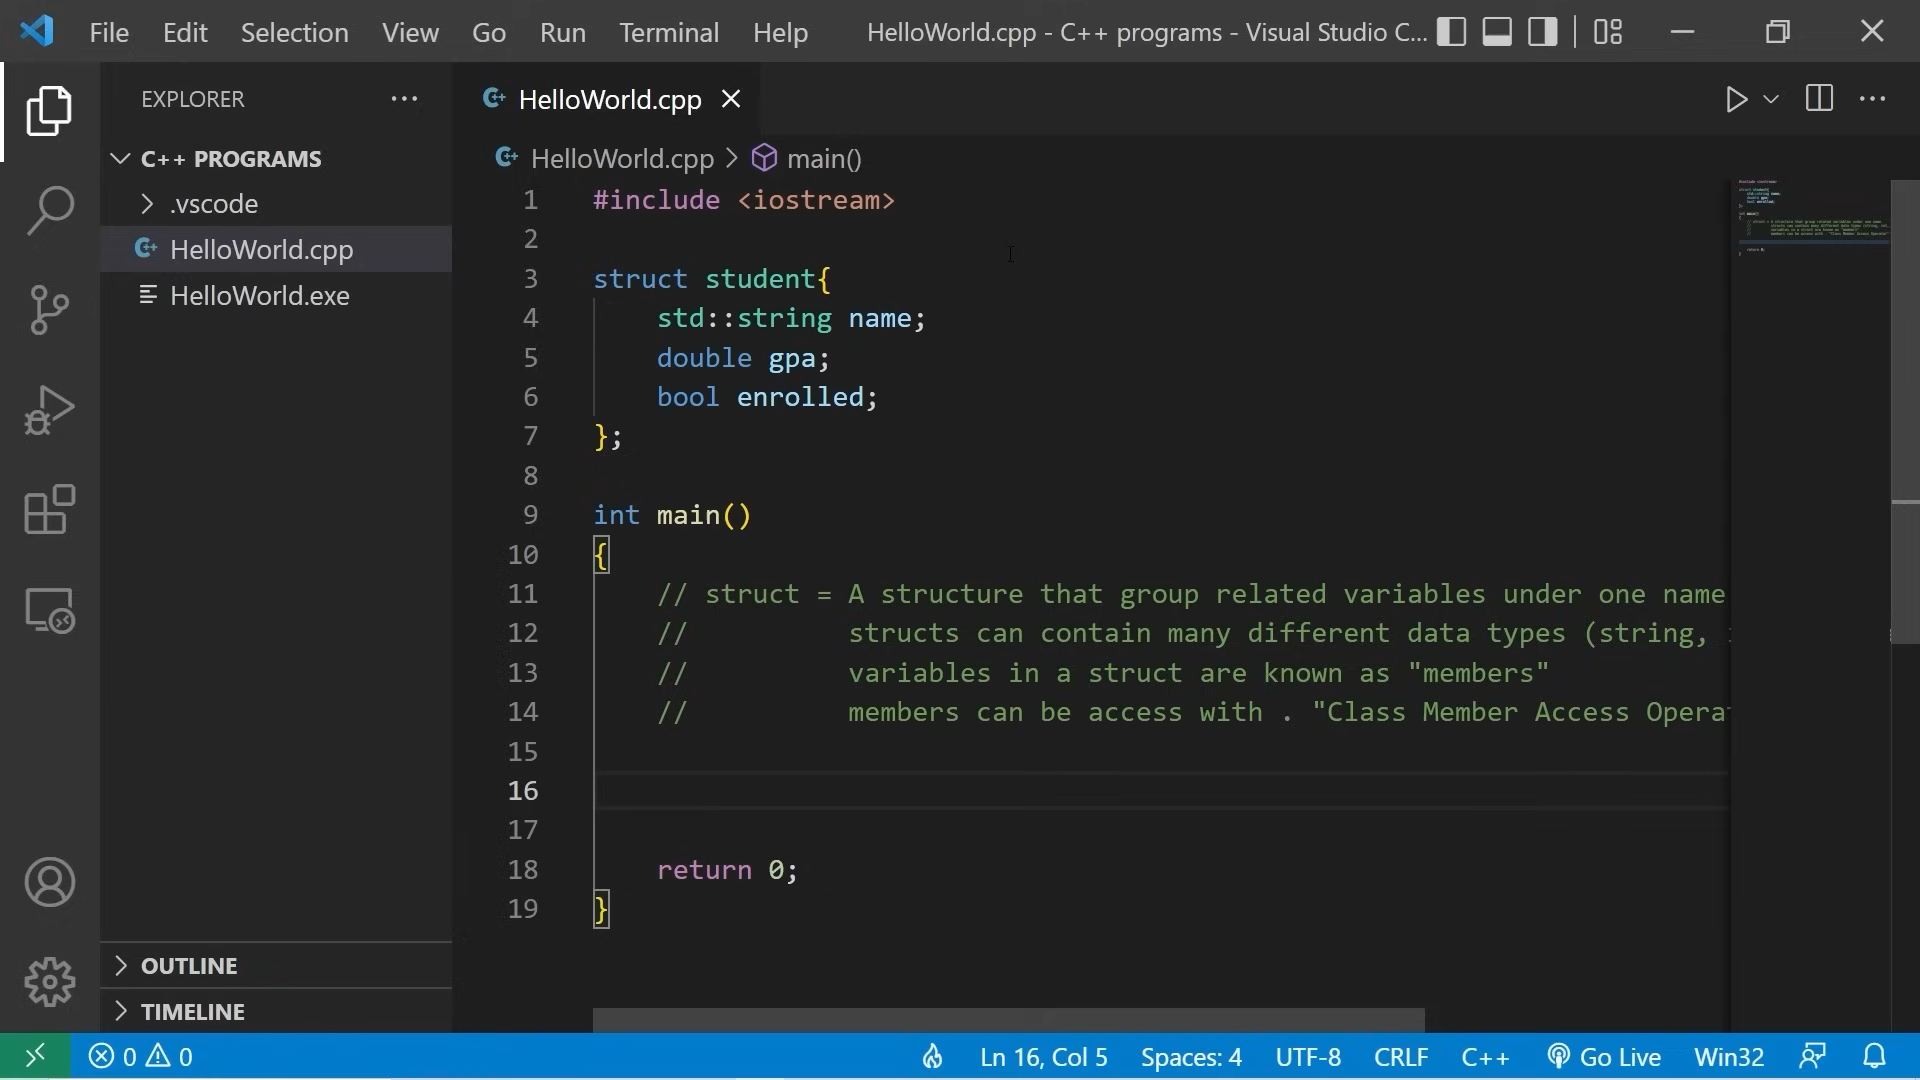 File Edit Selection View Go Run Terminal Help HelloWorld.cpp - C++ programs - Visual Studio C...
EXPLORER
C++ PROGRAMS
.vscode
HelloWorld.cpp
HelloWorld.exe
OUTLINE
TIMELINE
HelloWorld.cpp
HelloWorld.cpp > main()
1 #include <iostream>
2
3 struct student{
4 std::string name;
5 double gpa;
6 bool enrolled;
7 };
8
9 int main()
10 {
11 // struct = A structure that group related variables under one name
12 // structs can contain many different data types (string,
13 // variables in a struct are known as "members"
14 // members can be access with . "Class Member Access
15
16
17
18 return 0;
19 }
0 0 Ln 16, Col 5 Spaces: 4 UTF-8 CRLF C++ Go Live Win32